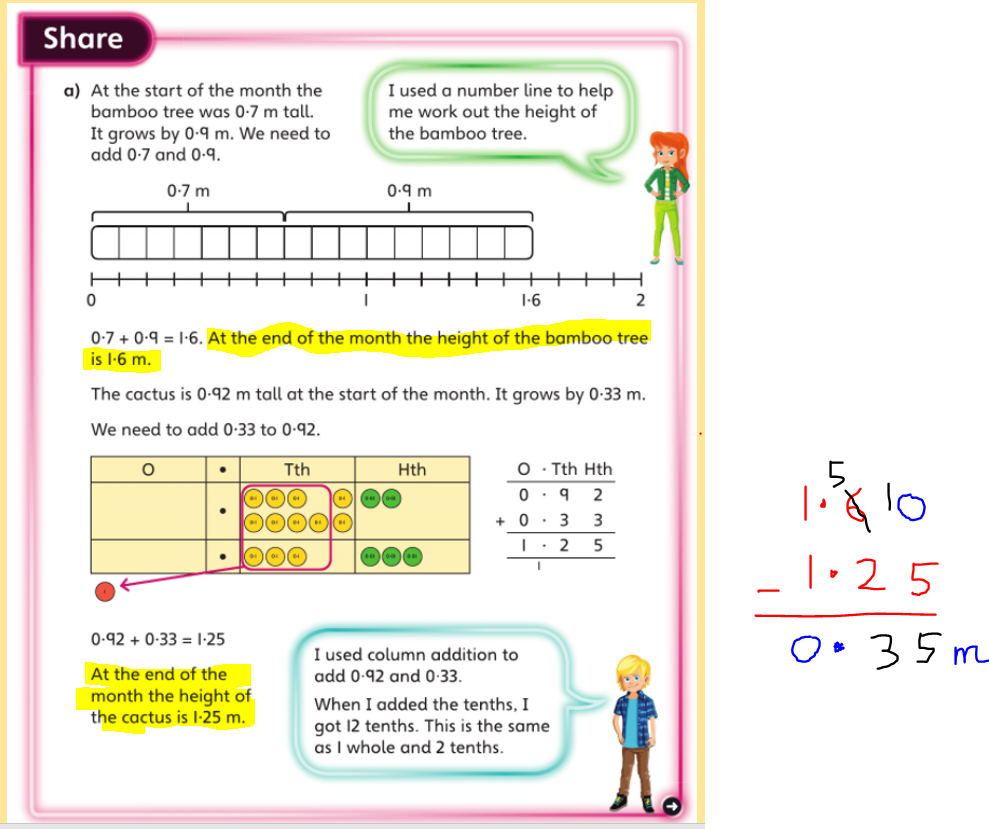 Share
a) At the start of the month the
bamboo tree was 0·7 m tall.
It grows by 0·9 m. We need to
add 0·7 and 0·9.
I used a number line to help
me work out the height of
the bamboo tree.
0·7 m 0·9 m
0 1 1·6 2
0·7 + 0·9 = 1·6. At the end of the month the height of the bamboo tree
is 1·6 m.
The cactus is 0·92 m tall at the start of the month. It grows by 0·33 m.
We need to add 0·33 to 0·92.
O • Tth Hth
O · Tth Hth
0 · 9 2
+ 0 · 3 3
1 · 2 5
1
0·92 + 0·33 = 1·25
At the end of the
month the height of
the cactus is 1·25 m.
I used column addition to
add 0·92 and 0·33.
When I added the tenths, I
got 12 tenths. This is the same
as 1 whole and 2 tenths.
5
1·6 10
- 1·25
0·35 m